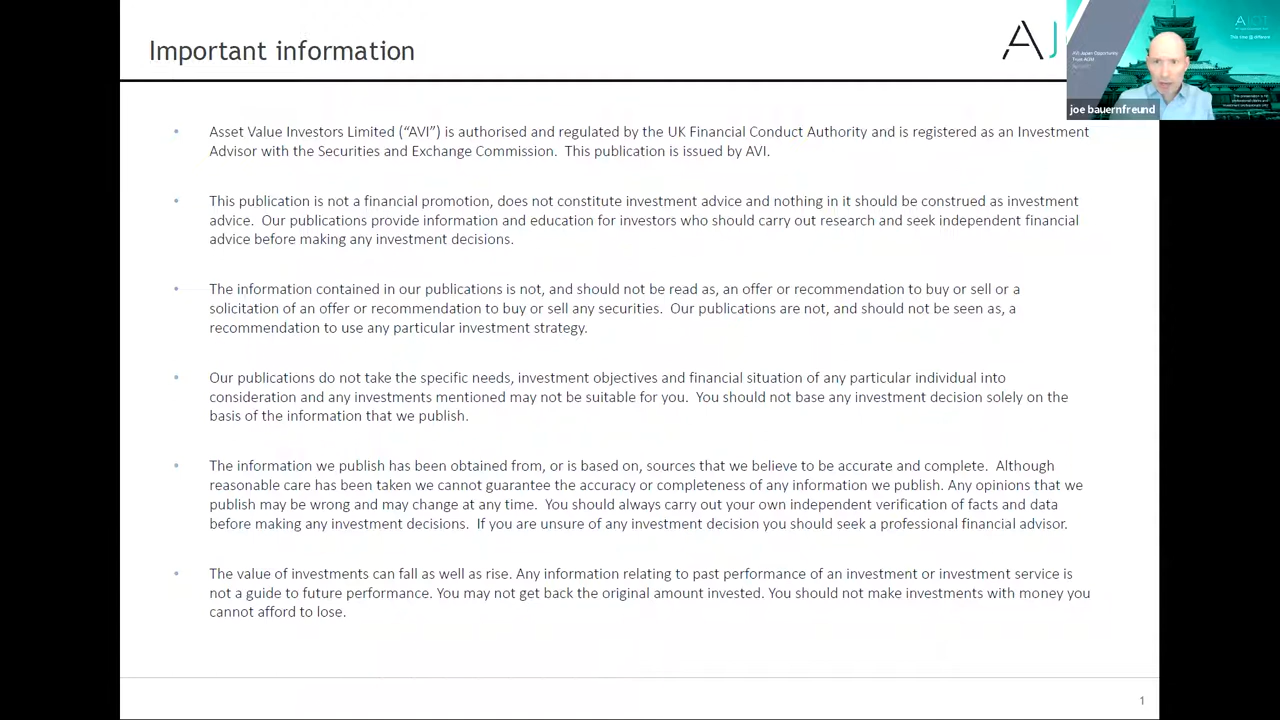 Important information
AJ
joe bauernfreund
• Asset Value Investors Limited (“AVI”) is authorised and regulated by the UK Financial Conduct Authority and is registered as an Investment
Advisor with the Securities and Exchange Commission.  This publication is issued by AVI.
• This publication is not a financial promotion, does not constitute investment advice and nothing in it should be construed as investment
advice.  Our publications provide information and education for investors who should carry out research and seek independent financial
advice before making any investment decisions.
• The information contained in our publications is not, and should not be read as, an offer or recommendation to buy or sell or a
solicitation of an offer or recommendation to buy or sell any securities.  Our publications are not, and should not be seen as, a
recommendation to use any particular investment strategy.
• Our publications do not take the specific needs, investment objectives and financial situation of any particular individual into
consideration and any investments mentioned may not be suitable for you.  You should not base any investment decision solely on the
basis of the information that we publish.
• The information we publish has been obtained from, or is based on, sources that we believe to be accurate and complete.  Although
reasonable care has been taken we cannot guarantee the accuracy or completeness of any information we publish. Any opinions that we
publish may be wrong and may change at any time.  You should always carry out your own independent verification of facts and data
before making any investment decisions.  If you are unsure of any investment decision you should seek a professional financial advisor.
• The value of investments can fall as well as rise. Any information relating to past performance of an investment or investment service is
not a guide to future performance. You may not get back the original amount invested. You should not make investments with money you
cannot afford to lose.
1